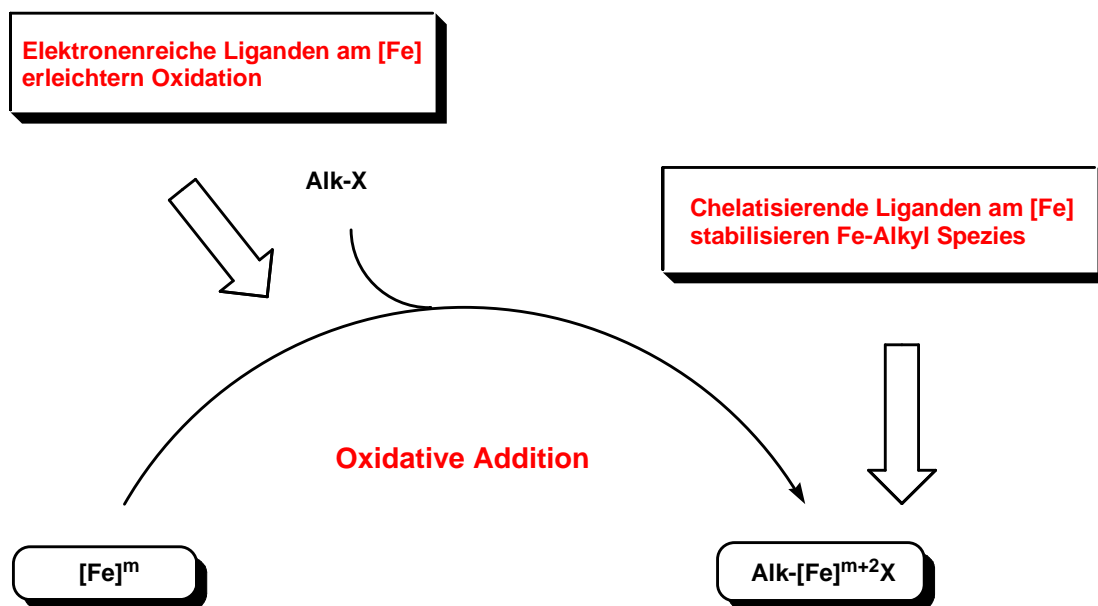 Elektronenreiche Liganden am [Fe]
erleichtern Oxidation
Alk-X
Chelatisierende Liganden am [Fe]
stabilisieren Fe-Alkyl Spezies
Oxidative Addition
[Fe]ᵐ
Alk-[Fe]ᵐ⁺²X